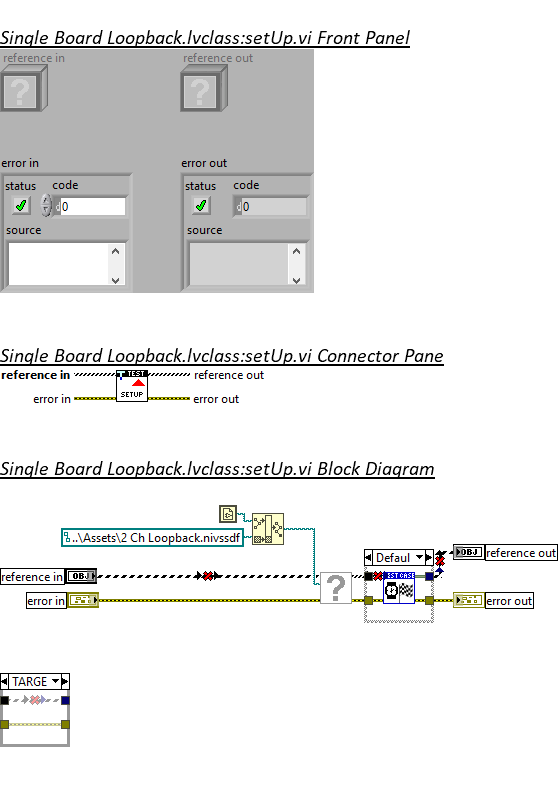 Single Board Loopback.lvclass:setUp.vi Front Panel
reference in reference out
?
?
error in error out
status code status code
d 0 d 0
source source
Single Board Loopback.lvclass:setUp.vi Connector Pane
reference in TEST reference out
error in SETUP error out
Single Board Loopback.lvclass:setUp.vi Block Diagram
..\Assets\2 Ch Loopback.nivssdf
Defaul
reference in OBJ OBJ reference out
? EST CASE
error in error out
TARGE